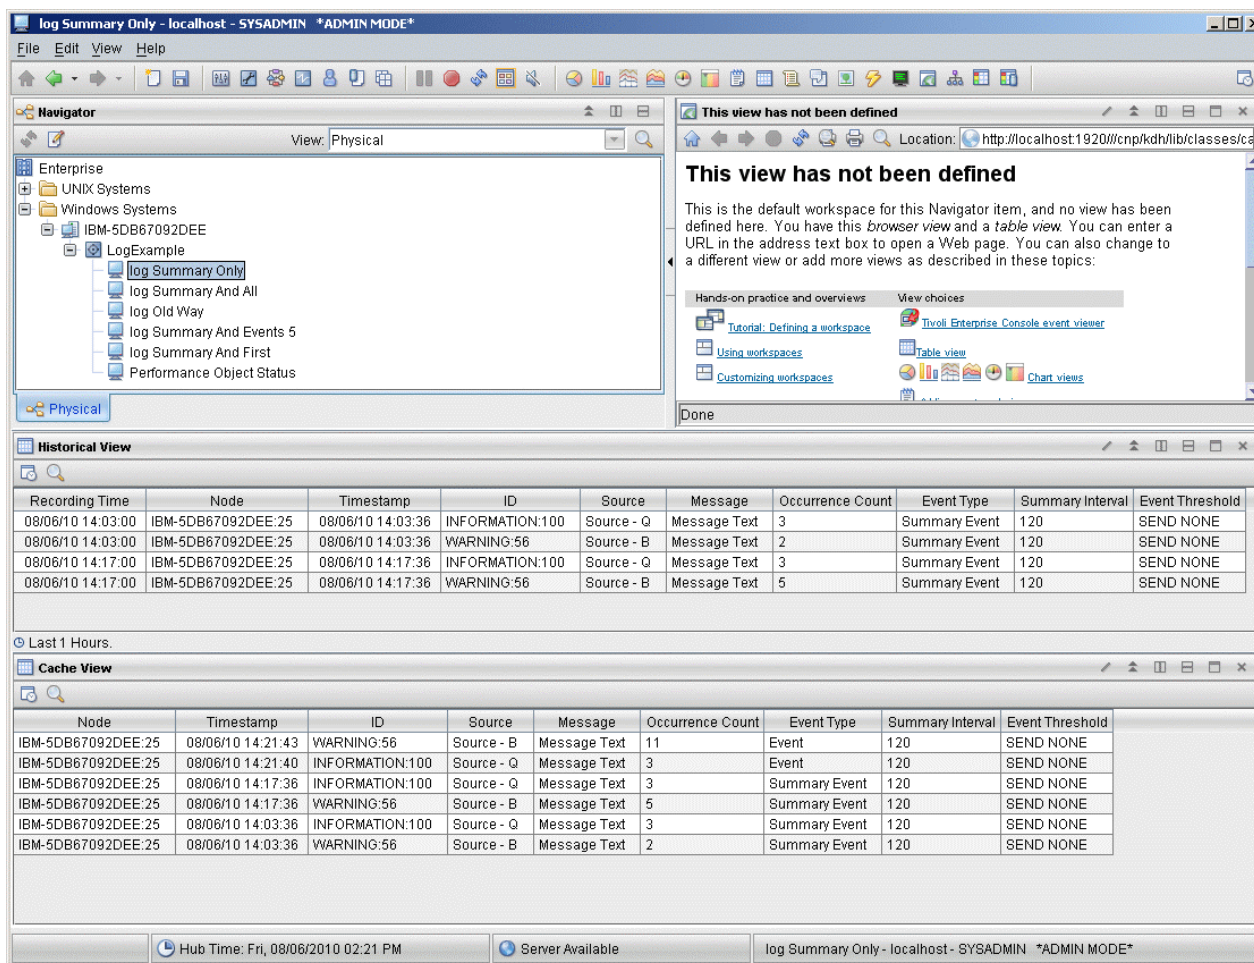 log Summary Only - localhost - SYSADMIN *ADMIN MODE*
File Edit View Help
Navigator
View: Physical
Enterprise
UNIX Systems
Windows Systems
IBM-5DB67092DEE
LogExample
log Summary Only
log Summary And All
log Old Way
log Summary And Events 5
log Summary And First
Performance Object Status
Physical
This view has not been defined
Location: http://localhost:1920///cnp/kdh/lib/classes/ca
This view has not been defined
This is the default workspace for this Navigator item, and no view has been
defined here. You have this browser view and a table view. You can enter a
URL in the address text box to open a Web page. You can also change to
a different view or add more views as described in these topics:
Hands-on practice and overviews View choices
Tutorial: Defining a workspace Tivoli Enterprise Console event viewer
Using workspaces Table view
Customizing workspaces Chart views
Done
Historical View
Recording Time Node Timestamp ID Source Message Occurrence Count Event Type Summary Interval Event Threshold
08/06/10 14:03:00 IBM-5DB67092DEE:25 08/06/10 14:03:36 INFORMATION:100 Source - Q Message Text 3 Summary Event 120 SEND NONE
08/06/10 14:03:00 IBM-5DB67092DEE:25 08/06/10 14:03:36 WARNING:56 Source - B Message Text 2 Summary Event 120 SEND NONE
08/06/10 14:17:00 IBM-5DB67092DEE:25 08/06/10 14:17:36 INFORMATION:100 Source - Q Message Text 3 Summary Event 120 SEND NONE
08/06/10 14:17:00 IBM-5DB67092DEE:25 08/06/10 14:17:36 WARNING:56 Source - B Message Text 5 Summary Event 120 SEND NONE
Last 1 Hours.
Cache View
Node Timestamp ID Source Message Occurrence Count Event Type Summary Interval Event Threshold
IBM-5DB67092DEE:25 08/06/10 14:21:43 WARNING:56 Source - B Message Text 11 Event 120 SEND NONE
IBM-5DB67092DEE:25 08/06/10 14:21:40 INFORMATION:100 Source - Q Message Text 3 Event 120 SEND NONE
IBM-5DB67092DEE:25 08/06/10 14:17:36 INFORMATION:100 Source - Q Message Text 3 Summary Event 120 SEND NONE
IBM-5DB67092DEE:25 08/06/10 14:17:36 WARNING:56 Source - B Message Text 5 Summary Event 120 SEND NONE
IBM-5DB67092DEE:25 08/06/10 14:03:36 INFORMATION:100 Source - Q Message Text 3 Summary Event 120 SEND NONE
IBM-5DB67092DEE:25 08/06/10 14:03:36 WARNING:56 Source - B Message Text 2 Summary Event 120 SEND NONE
Hub Time: Fri, 08/06/2010 02:21 PM Server Available log Summary Only - localhost - SYSADMIN *ADMIN MODE*